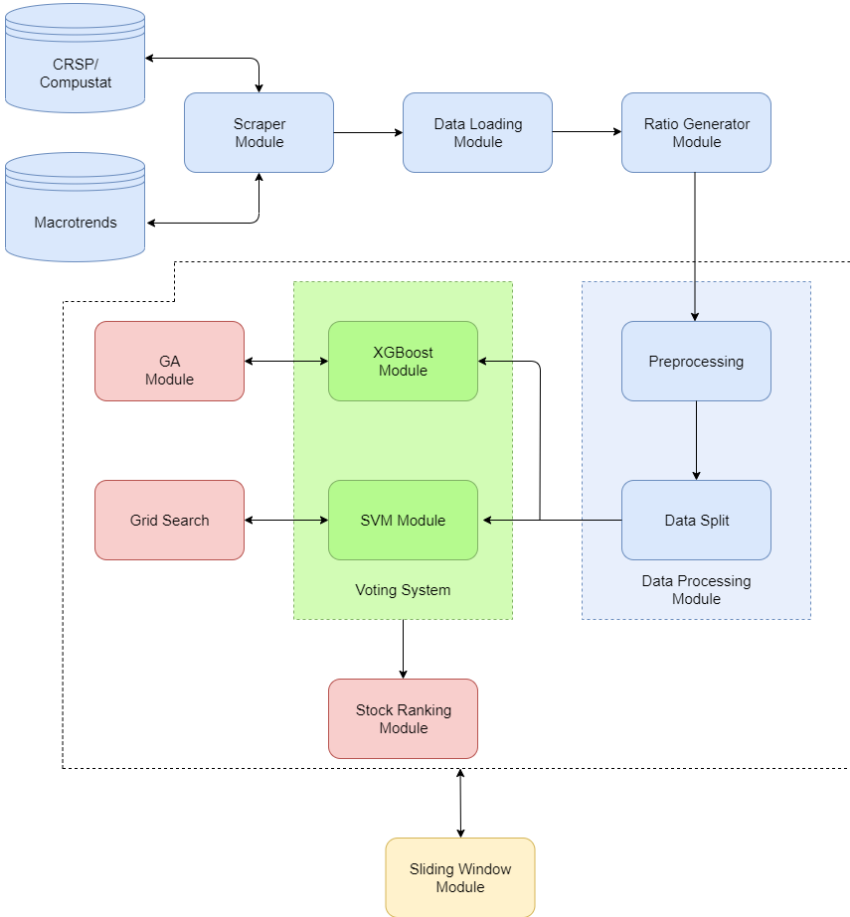 CRSP/
Compustat
Scraper
Module
Data Loading
Module
Ratio Generator
Module
Macrotrends
GA
Module
XGBoost
Module
Preprocessing
Grid Search
SVM Module
Data Split
Voting System
Data Processing
Module
Stock Ranking
Module
Sliding Window
Module